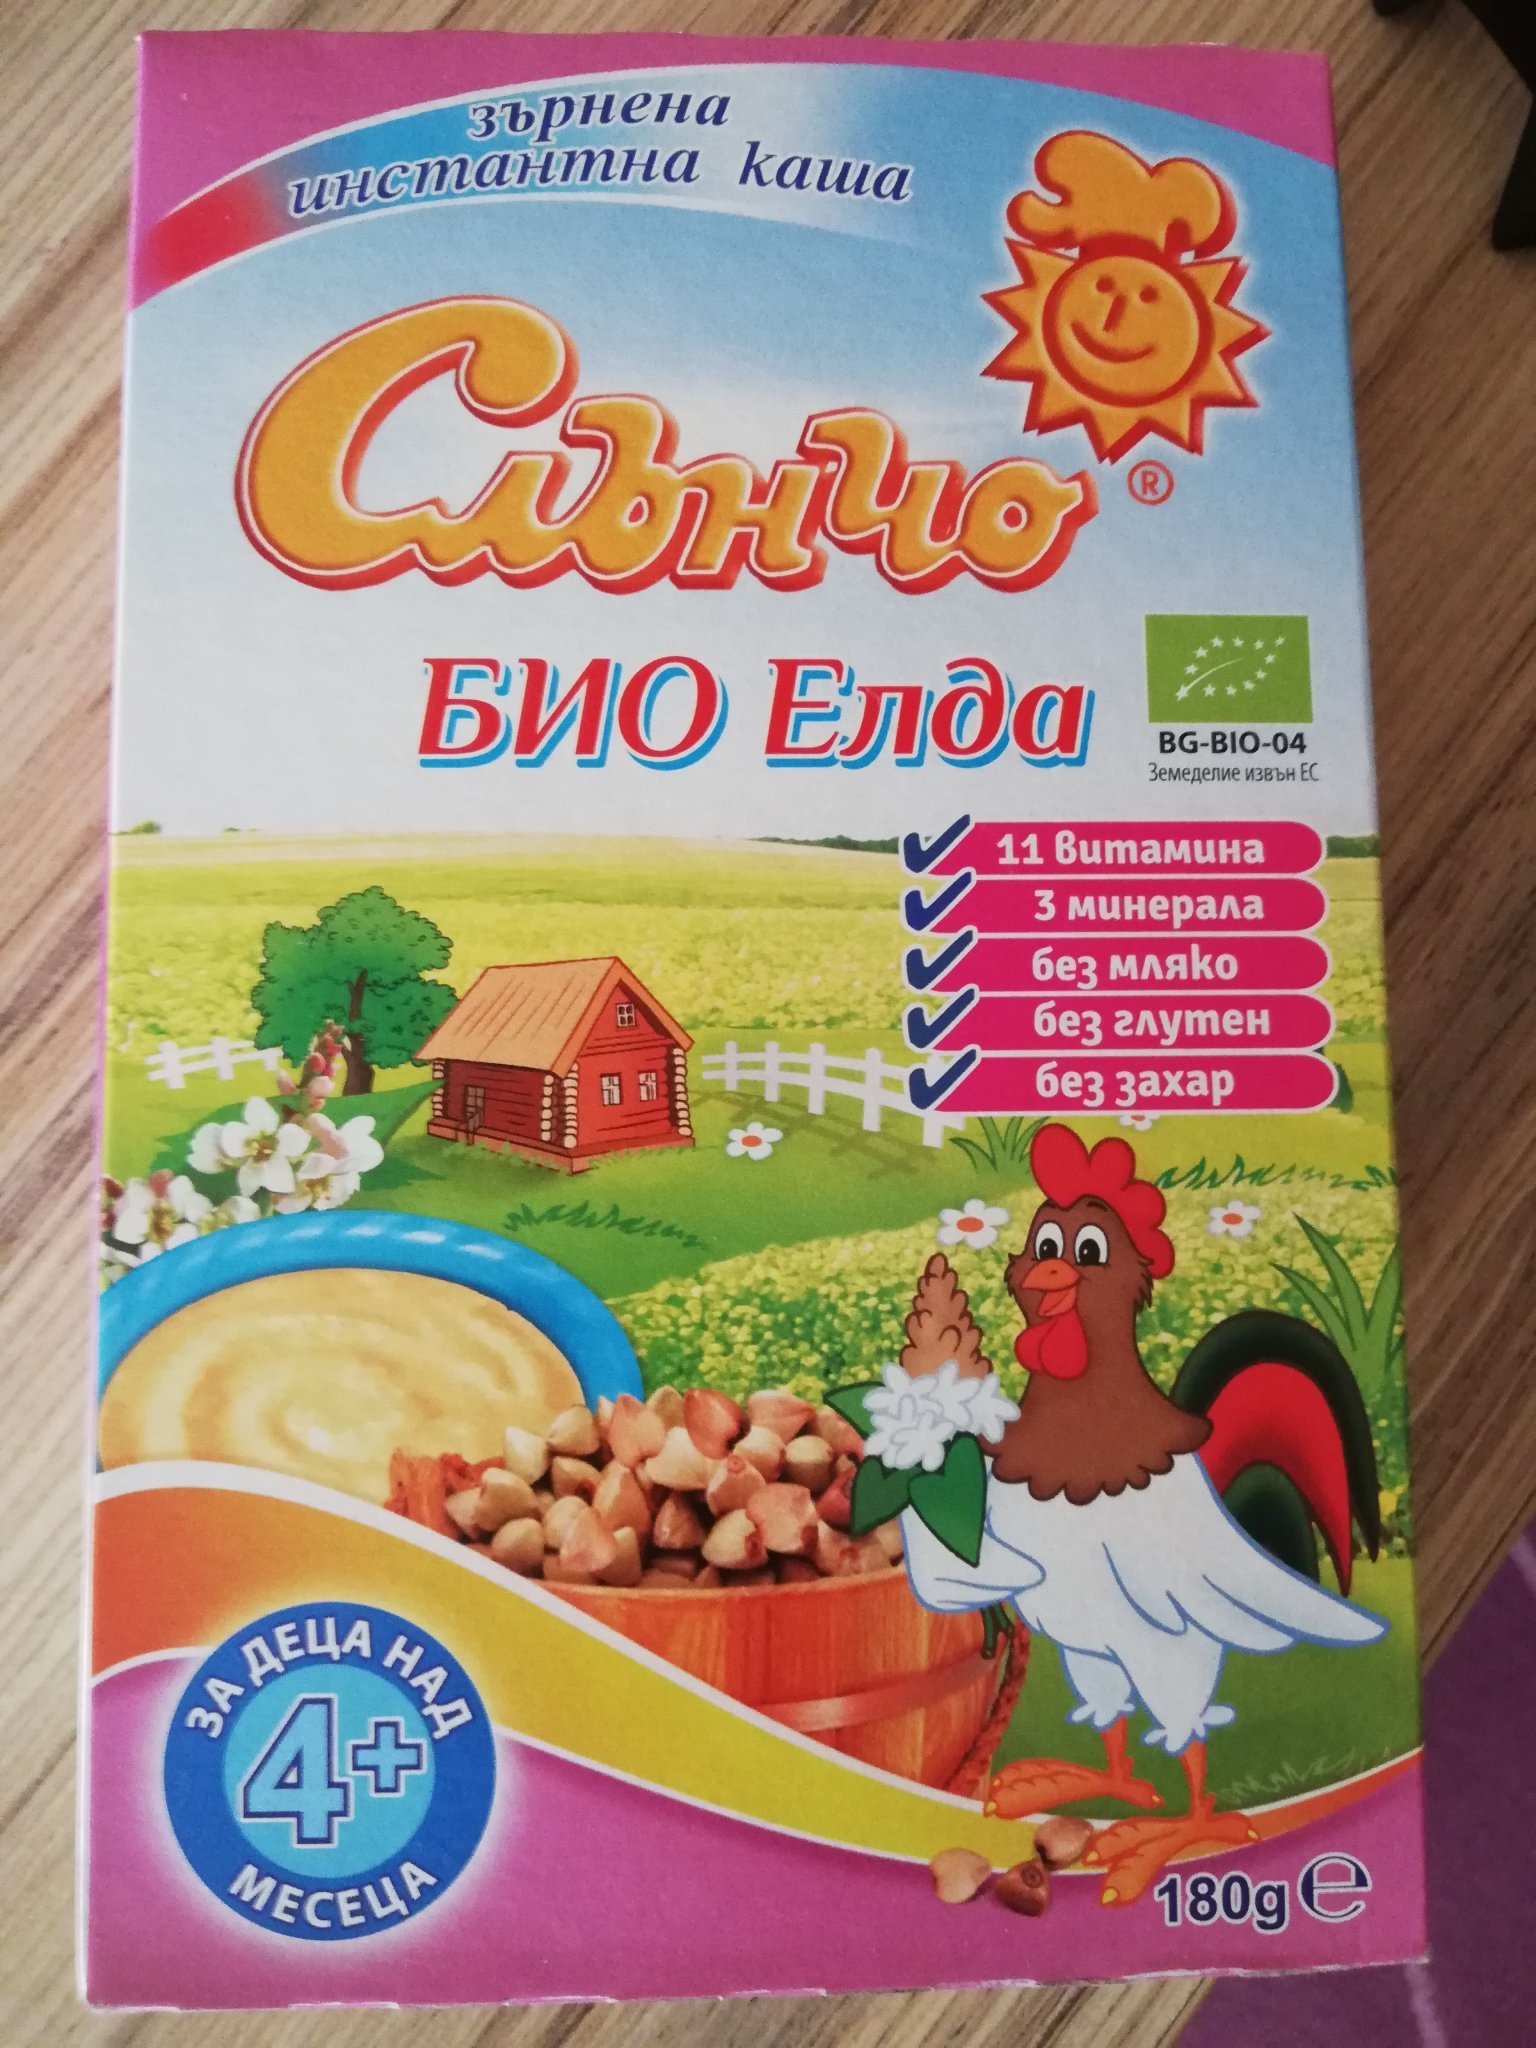 зърнена
инстантна каша
Слънчо ®
БИО Елда
BG-BIO-04
Земеделие извън ЕС
11 витамина
3 минерала
без мляко
без глутен
без захар
ЗА ДЕЦА НАД
4+
МЕСЕЦА
180g ℮